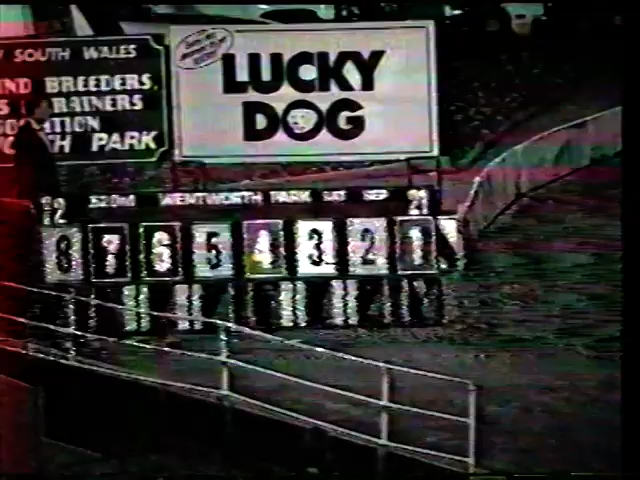 SOUTH WALES
BREEDERS,
RAINERS
PARK
LUCKY
DOG
12 520M WENTWORTH PARK SAT SEP 21
8 7 6 5 4 3 2 1